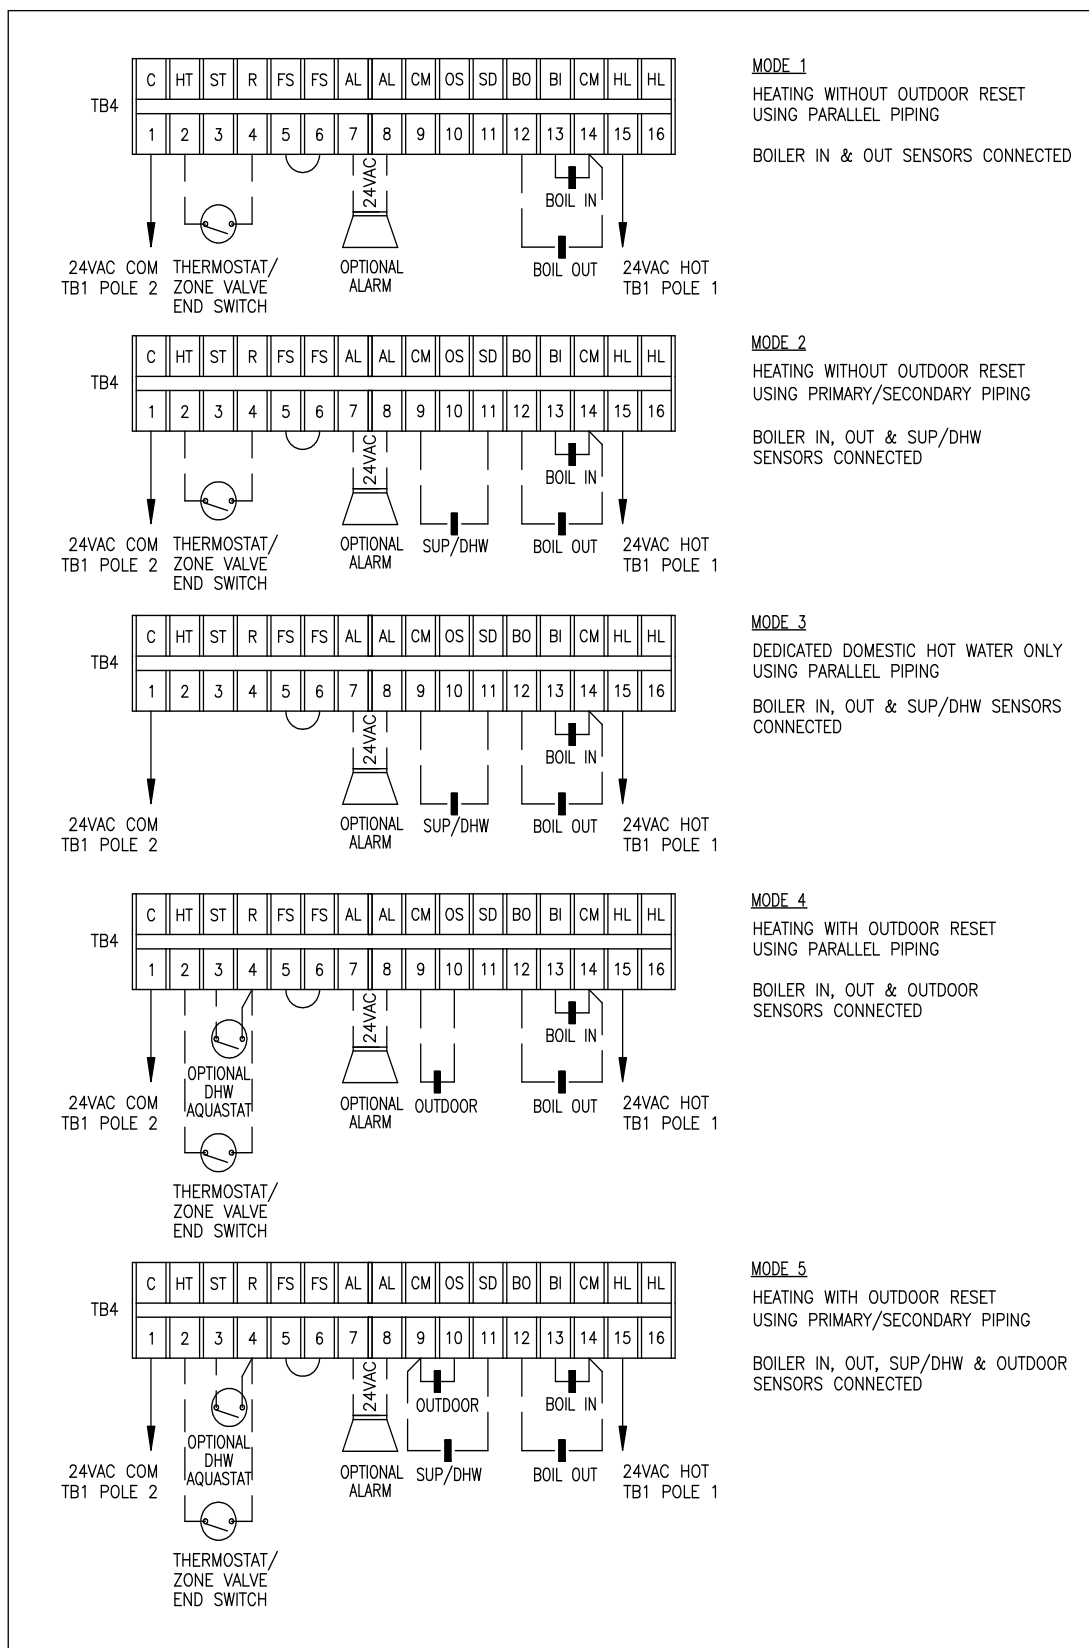 MODE 1
C HT ST R FS FS AL AL CM OS SD BO BI CM HL HL
TB4
1 2 3 4 5 6 7 8 9 10 11 12 13 14 15 16
HEATING WITHOUT OUTDOOR RESET
USING PARALLEL PIPING
BOILER IN & OUT SENSORS CONNECTED
24VAC
BOIL IN
24VAC COM
TB1 POLE 2
THERMOSTAT/
ZONE VALVE
END SWITCH
OPTIONAL
ALARM
BOIL OUT
24VAC HOT
TB1 POLE 1
MODE 2
C HT ST R FS FS AL AL CM OS SD BO BI CM HL HL
TB4
1 2 3 4 5 6 7 8 9 10 11 12 13 14 15 16
HEATING WITHOUT OUTDOOR RESET
USING PRIMARY/SECONDARY PIPING
BOILER IN, OUT & SUP/DHW
SENSORS CONNECTED
24VAC
BOIL IN
24VAC COM
TB1 POLE 2
THERMOSTAT/
ZONE VALVE
END SWITCH
OPTIONAL
ALARM
SUP/DHW
BOIL OUT
24VAC HOT
TB1 POLE 1
MODE 3
C HT ST R FS FS AL AL CM OS SD BO BI CM HL HL
TB4
1 2 3 4 5 6 7 8 9 10 11 12 13 14 15 16
DEDICATED DOMESTIC HOT WATER ONLY
USING PARALLEL PIPING
BOILER IN, OUT & SUP/DHW SENSORS
CONNECTED
24VAC
BOIL IN
24VAC COM
TB1 POLE 2
OPTIONAL
ALARM
SUP/DHW
BOIL OUT
24VAC HOT
TB1 POLE 1
MODE 4
C HT ST R FS FS AL AL CM OS SD BO BI CM HL HL
TB4
1 2 3 4 5 6 7 8 9 10 11 12 13 14 15 16
HEATING WITH OUTDOOR RESET
USING PARALLEL PIPING
BOILER IN, OUT & OUTDOOR
SENSORS CONNECTED
24VAC
BOIL IN
OPTIONAL
DHW
AQUASTAT
24VAC COM
TB1 POLE 2
OPTIONAL
ALARM
OUTDOOR
BOIL OUT
24VAC HOT
TB1 POLE 1
THERMOSTAT/
ZONE VALVE
END SWITCH
MODE 5
C HT ST R FS FS AL AL CM OS SD BO BI CM HL HL
TB4
1 2 3 4 5 6 7 8 9 10 11 12 13 14 15 16
HEATING WITH OUTDOOR RESET
USING PRIMARY/SECONDARY PIPING
BOILER IN, OUT, SUP/DHW & OUTDOOR
SENSORS CONNECTED
24VAC
OUTDOOR
BOIL IN
OPTIONAL
DHW
AQUASTAT
24VAC COM
TB1 POLE 2
OPTIONAL
ALARM
SUP/DHW
BOIL OUT
24VAC HOT
TB1 POLE 1
THERMOSTAT/
ZONE VALVE
END SWITCH